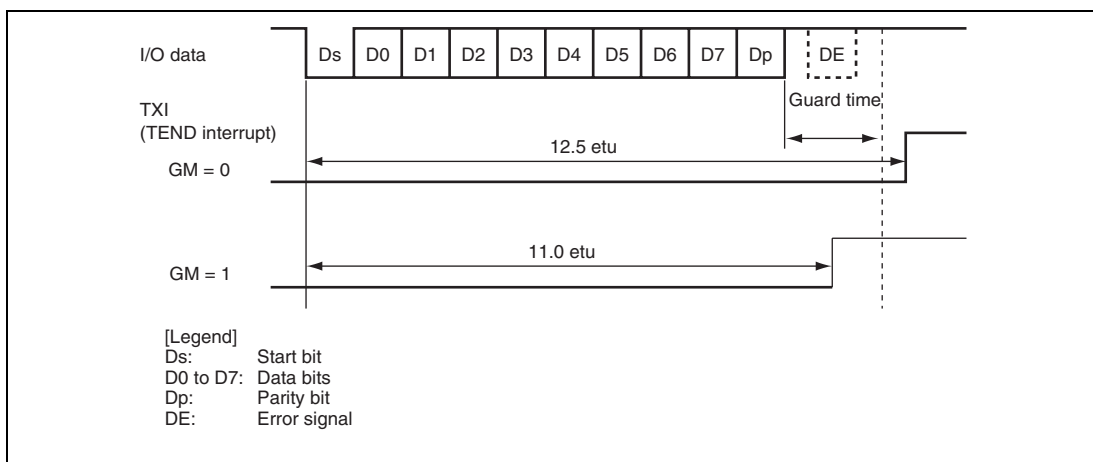 I/O data
Ds D0 D1 D2 D3 D4 D5 D6 D7 Dp DE
Guard time
TXI
(TEND interrupt)
12.5 etu
GM = 0
11.0 etu
GM = 1
[Legend]
Ds: Start bit
D0 to D7: Data bits
Dp: Parity bit
DE: Error signal